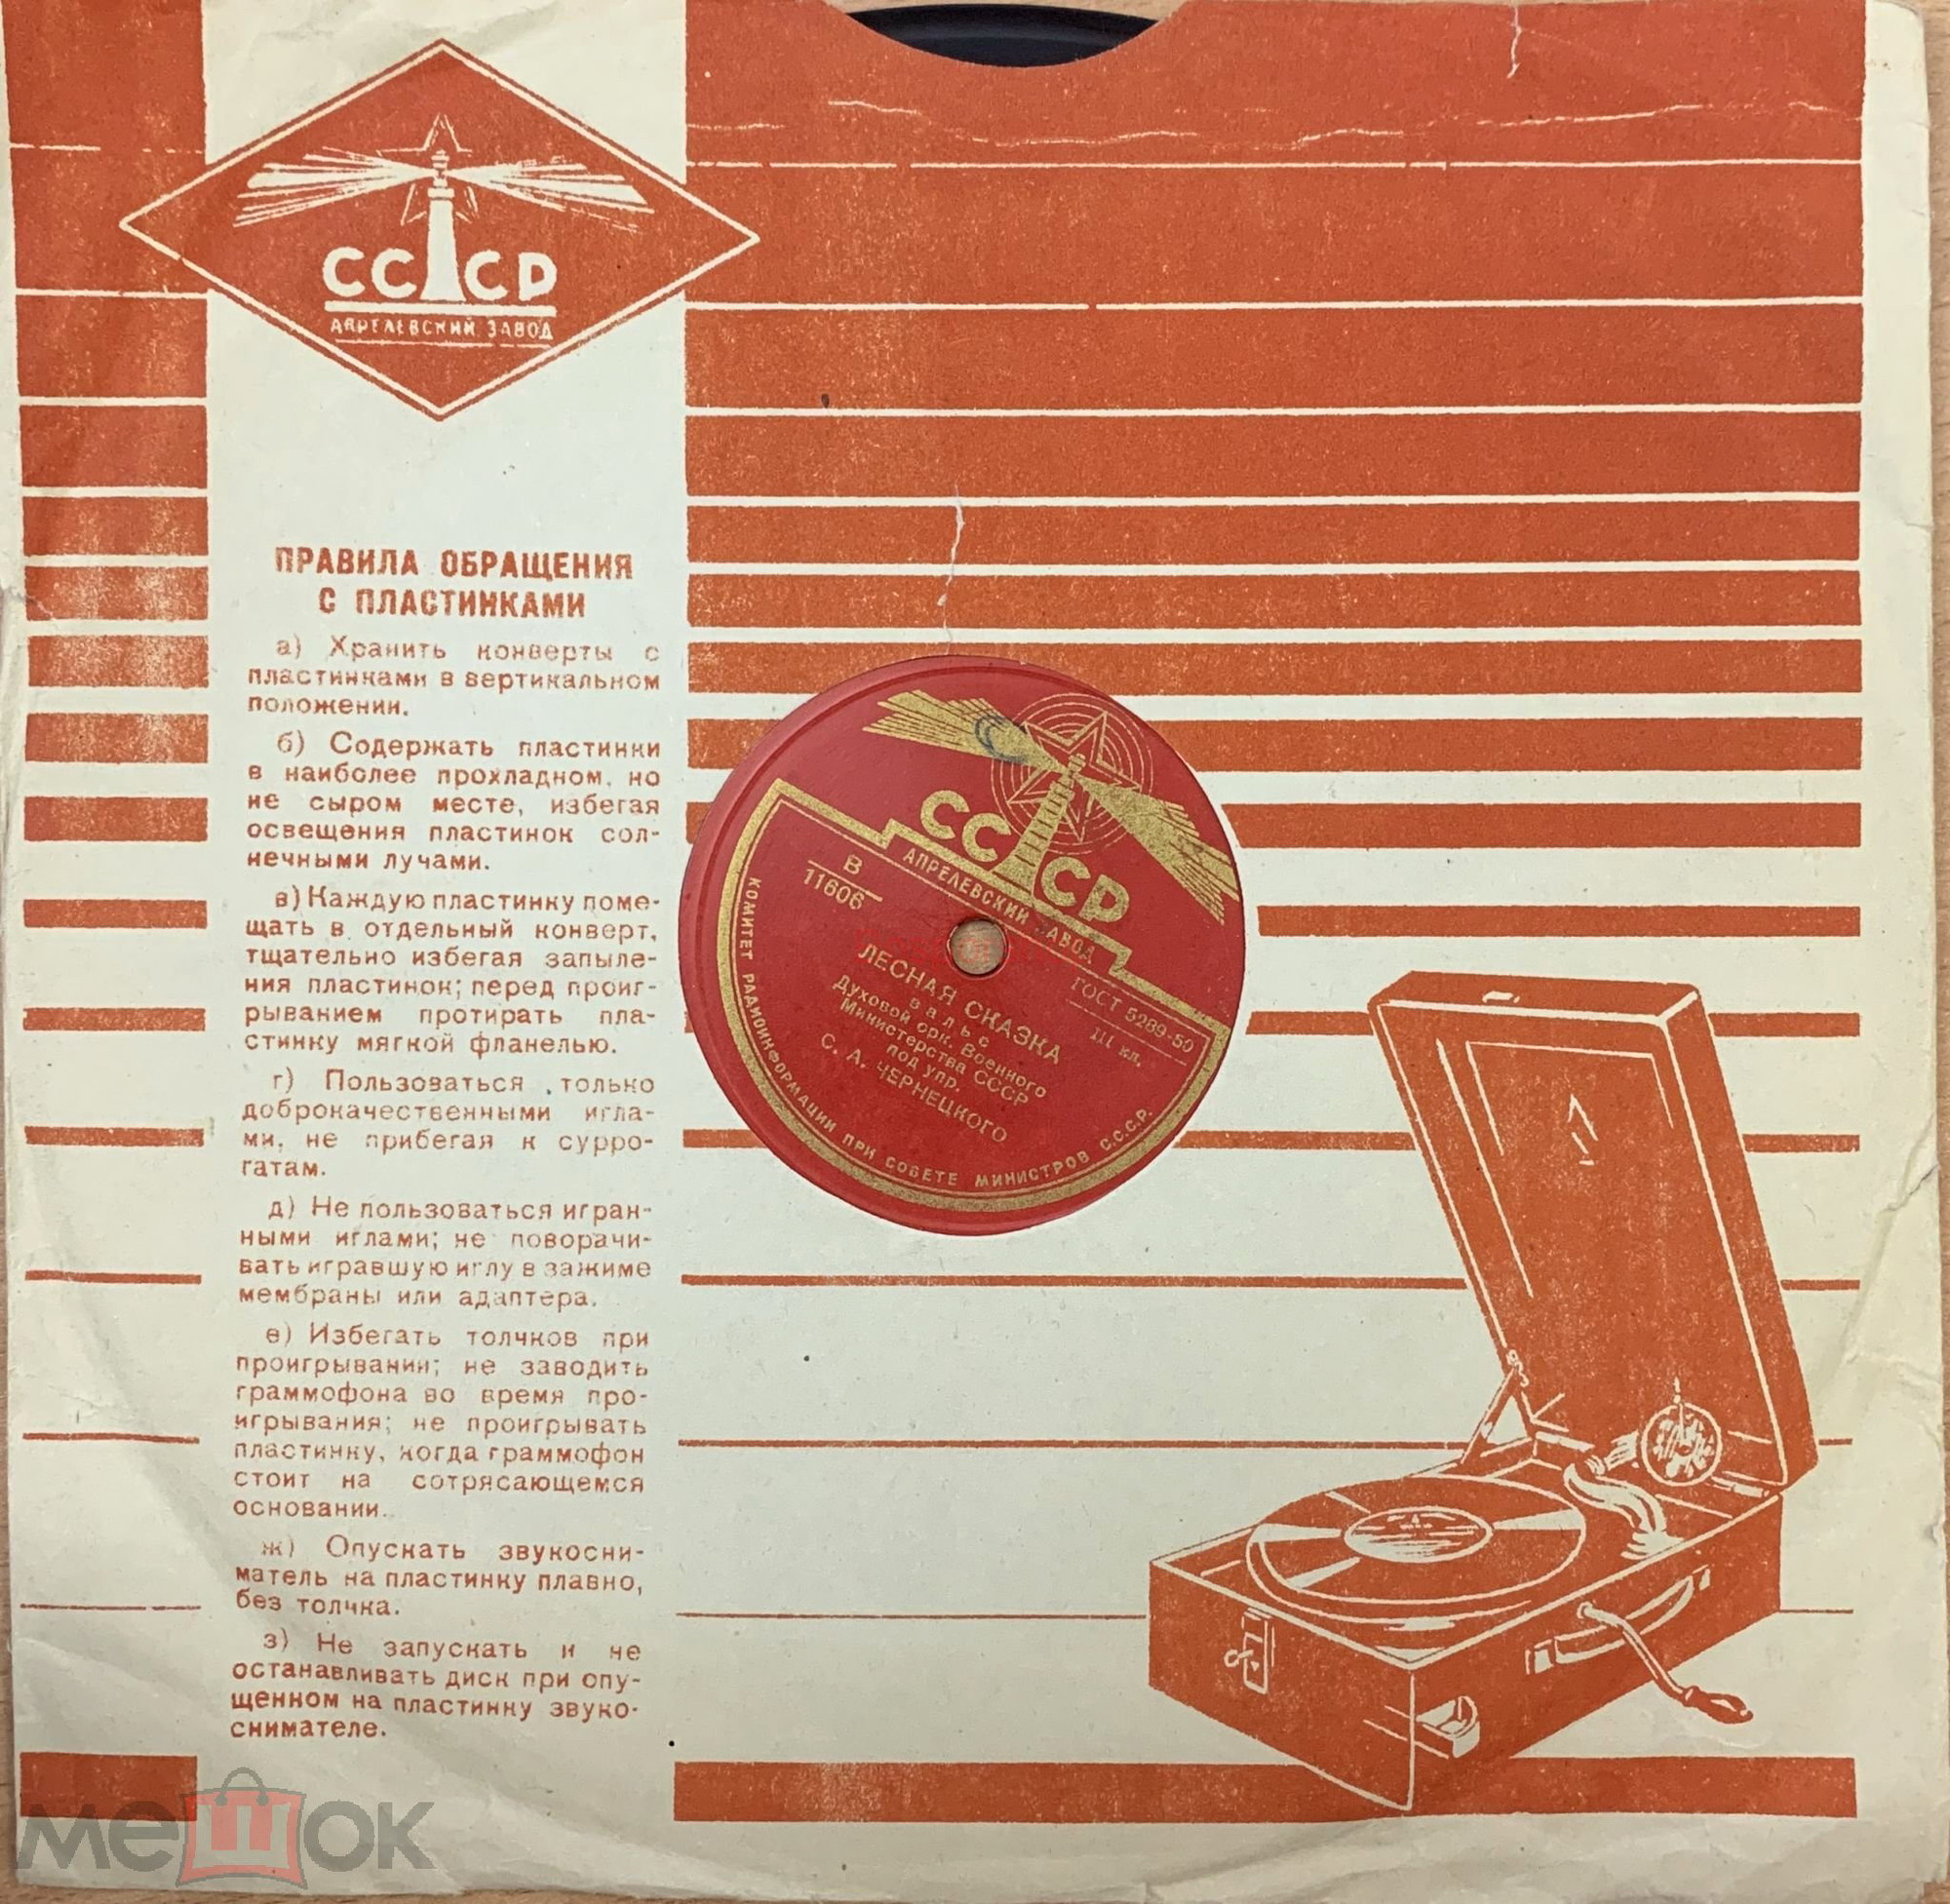 СССР
АПРЕЛЕВСКИЙ ЗАВОД
ПРАВИЛА ОБРАЩЕНИЯ
С ПЛАСТИНКАМИ
а) Хранить конверты с
пластинками в вертикальном
положении.
б) Содержать пластинки
в наиболее прохладном, но
не сыром месте, избегая
освещения пластинок сол-
нечными лучами.
в) Каждую пластинку поме-
щать в отдельный конверт,
тщательно избегая запыле-
ния пластинок; перед проиг-
рыванием протирать пла-
стинку мягкой фланелью.
г) Пользоваться только
доброкачественными игла-
ми, не прибегая к сурро-
гатам.
д) Не пользоваться игран-
ными иглами; не поворачи-
вать игравшую иглу в зажиме
мембраны или адаптера.
е) Избегать толчков при
проигрывании; не заводить
граммофона во время про-
игрывания; не проигрывать
пластинку, когда граммофон
стоит на сотрясающемся
основании.
ж) Опускать звукосни-
матель на пластинку плавно,
без толчка.
з) Не запускать и не
останавливать диск при опу-
щенном на пластинку звуко-
снимателе.
СССР
АПРЕЛЕВСКИЙ ЗАВОД
В
11606
ГОСТ 5289-50
III кл.
ЛЕСНАЯ СКАЗКА
вальс
Духовой орк. Военного
Министерства СССР
под упр.
С. А. ЧЕРНЕЦКОГО
КОМИТЕТ РАДИОИНФОРМАЦИИ ПРИ СОВЕТЕ МИНИСТРОВ С.С.С.Р.
мешок